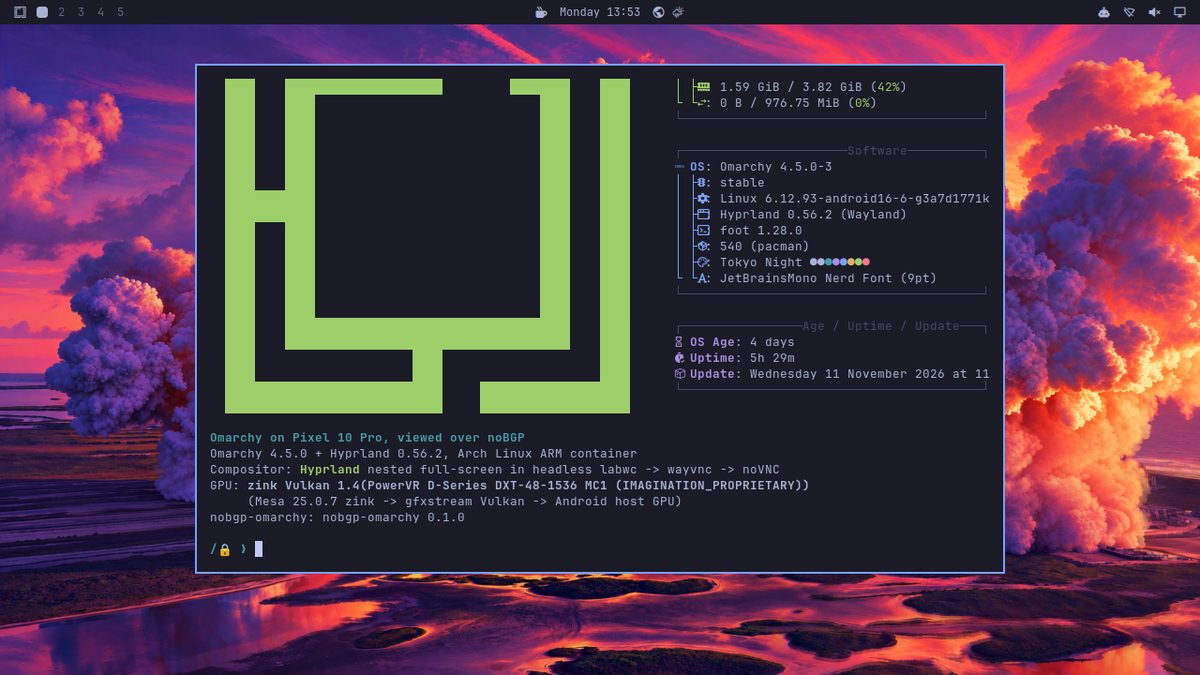 2 3 4 5
Monday 13:53
1.59 GiB / 3.82 GiB (42%)
: 0 B / 976.75 MiB (0%)
Software
OS: Omarchy 4.5.0-3
: stable
: Linux 6.12.93-android16-6-g3a7d1771k
: Hyprland 0.56.2 (Wayland)
: foot 1.28.0
: 540 (pacman)
: Tokyo Night
: JetBrainsMono Nerd Font (9pt)
Age / Uptime / Update
OS Age: 4 days
Uptime: 5h 29m
Update: Wednesday 11 November 2026 at 11
Omarchy on Pixel 10 Pro, viewed over noBGP
Omarchy 4.5.0 + Hyprland 0.56.2, Arch Linux ARM container
Compositor: Hyprland nested full-screen in headless labwc -> wayvnc -> noVNC
GPU: zink Vulkan 1.4(PowerVR D-Series DXT-48-1536 MC1 (IMAGINATION_PROPRIETARY))
(Mesa 25.0.7 zink -> gfxstream Vulkan -> Android host GPU)
nobgp-omarchy: nobgp-omarchy 0.1.0
/🔒 ❯